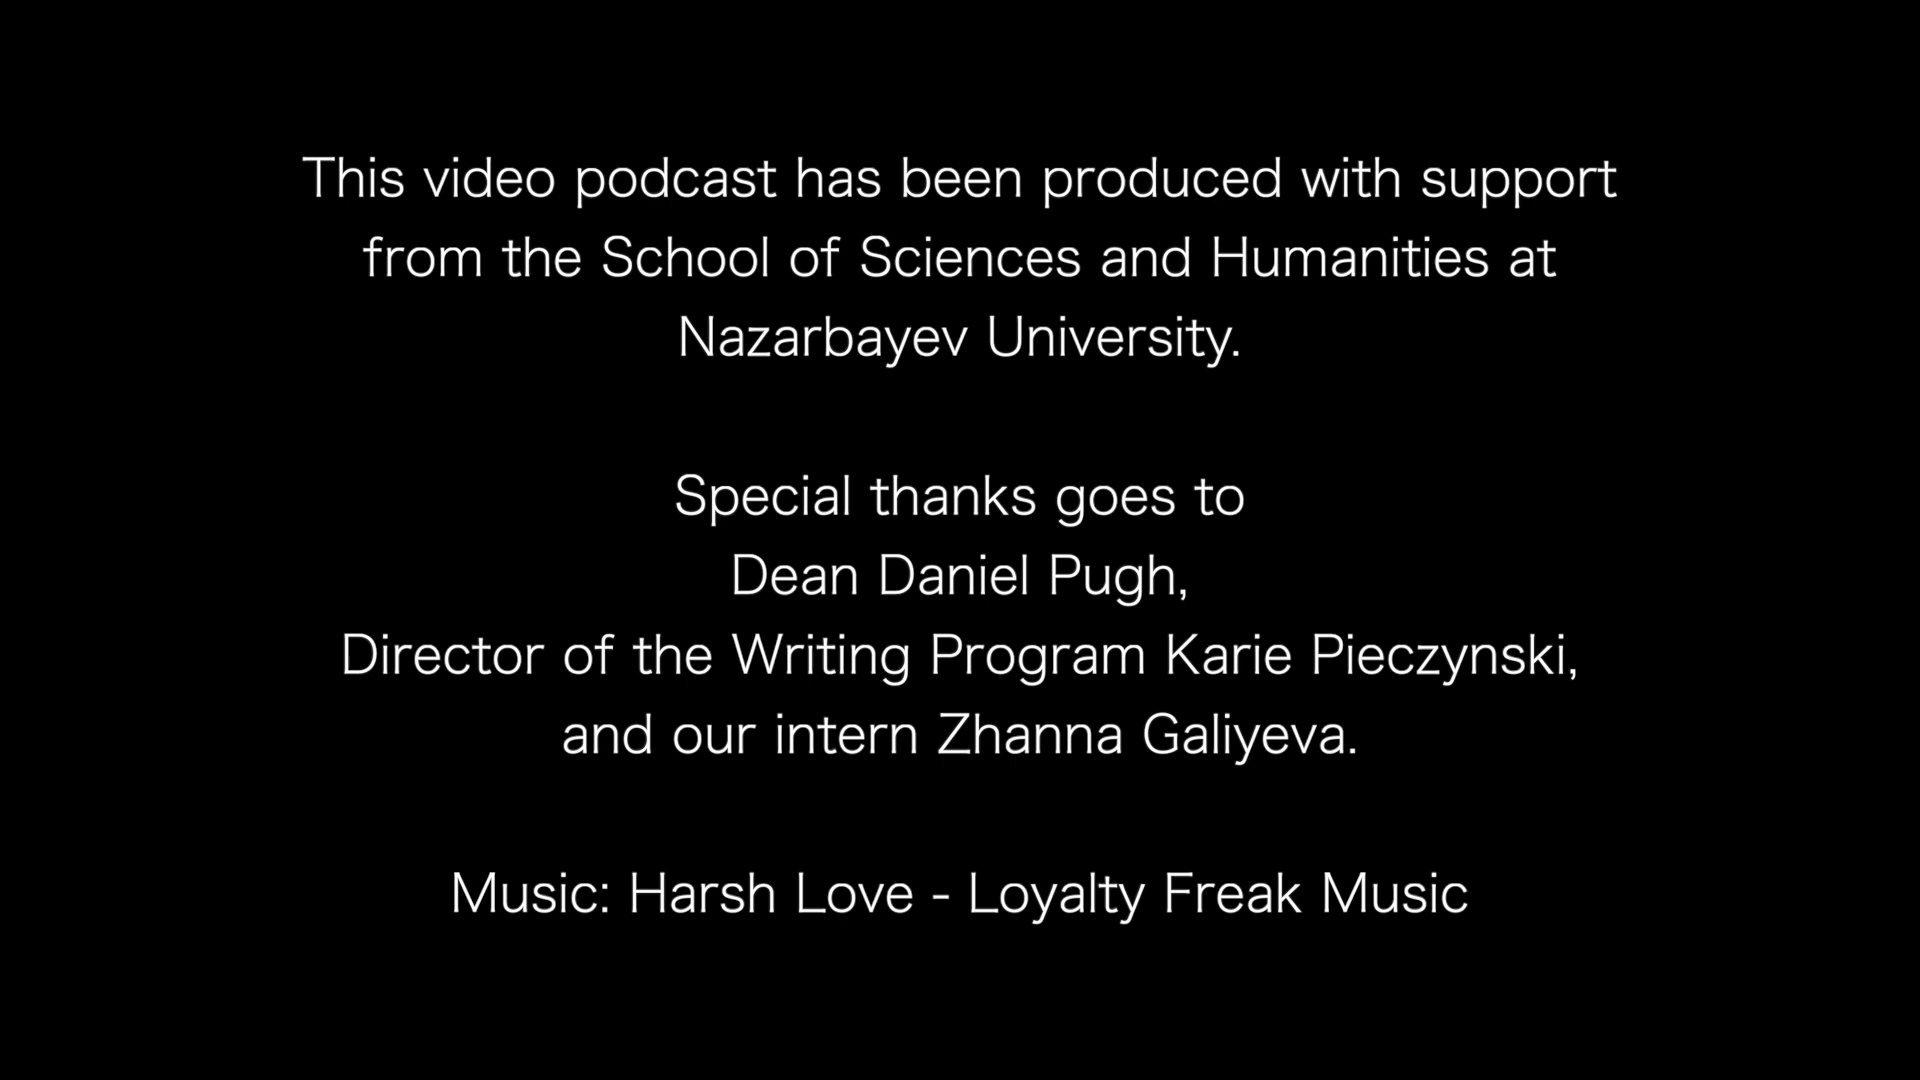 This video podcast has been produced with support
from the School of Sciences and Humanities at
Nazarbayev University.
Special thanks goes to
Dean Daniel Pugh,
Director of the Writing Program Karie Pieczynski,
and our intern Zhanna Galiyeva.
Music: Harsh Love - Loyalty Freak Music